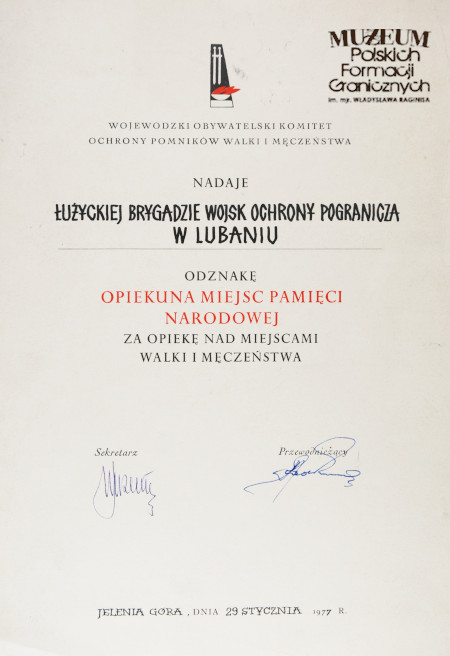 MUZEUM
Polskich
Formacji
Granicznych
im. mjr. WŁADYSŁAWA RAGINISA
WOJEWÓDZKI OBYWATELSKI KOMITET
OCHRONY POMNIKÓW WALKI I MĘCZEŃSTWA
NADAJE
ŁUŻYCKIEJ BRYGADZIE WOJSK OCHRONY POGRANICZA
W LUBANIU
ODZNAKĘ
OPIEKUNA MIEJSC PAMIĘCI
NARODOWEJ
ZA OPIEKĘ NAD MIEJSCAMI
WALKI I MĘCZEŃSTWA
Sekretarz
Przewodniczący
JELENIA GÓRA, DNIA 29 STYCZNIA 1977 R.